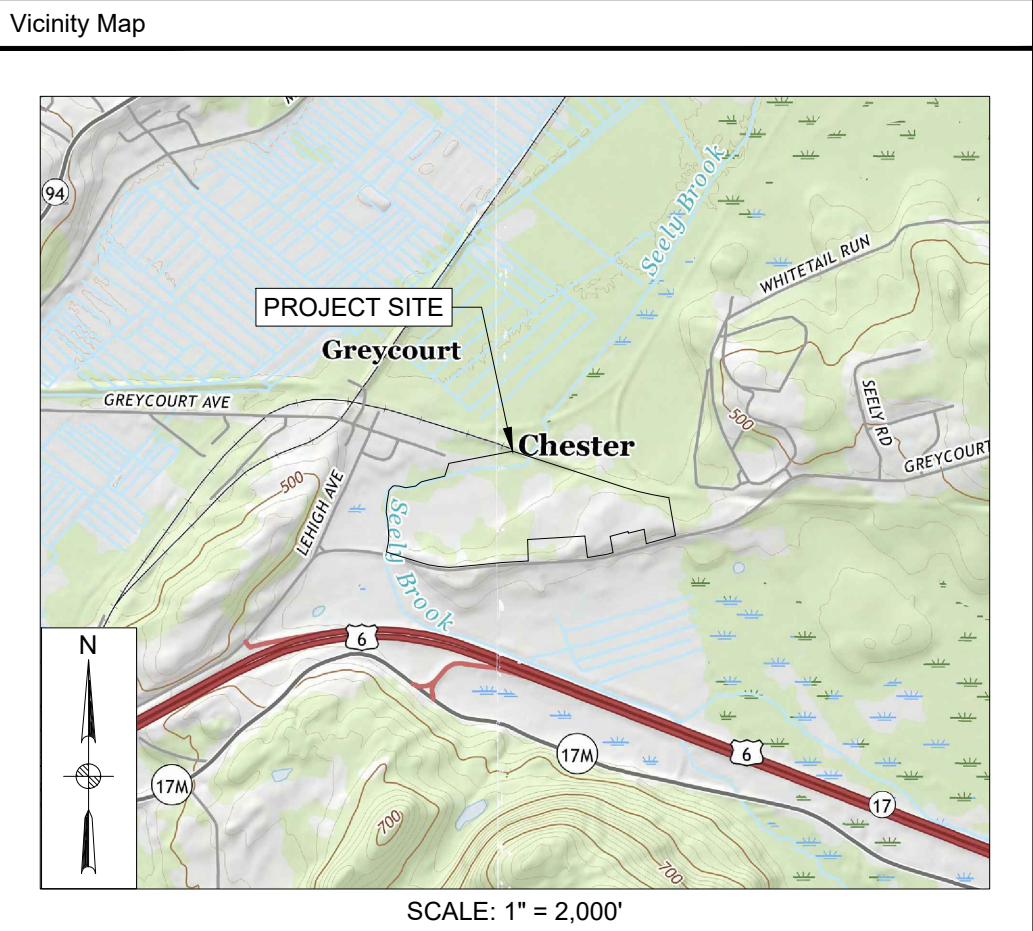 Vicinity Map
94
Seely Brook
WHITETAIL RUN
PROJECT SITE
Greycourt
GREYCOURT AVE
500
SEELY RD
Chester
GREYCOURT
500
LEHIGH AVE
Seely Brook
N
6
6
17M
17M
17
700
700
SCALE: 1" = 2,000'